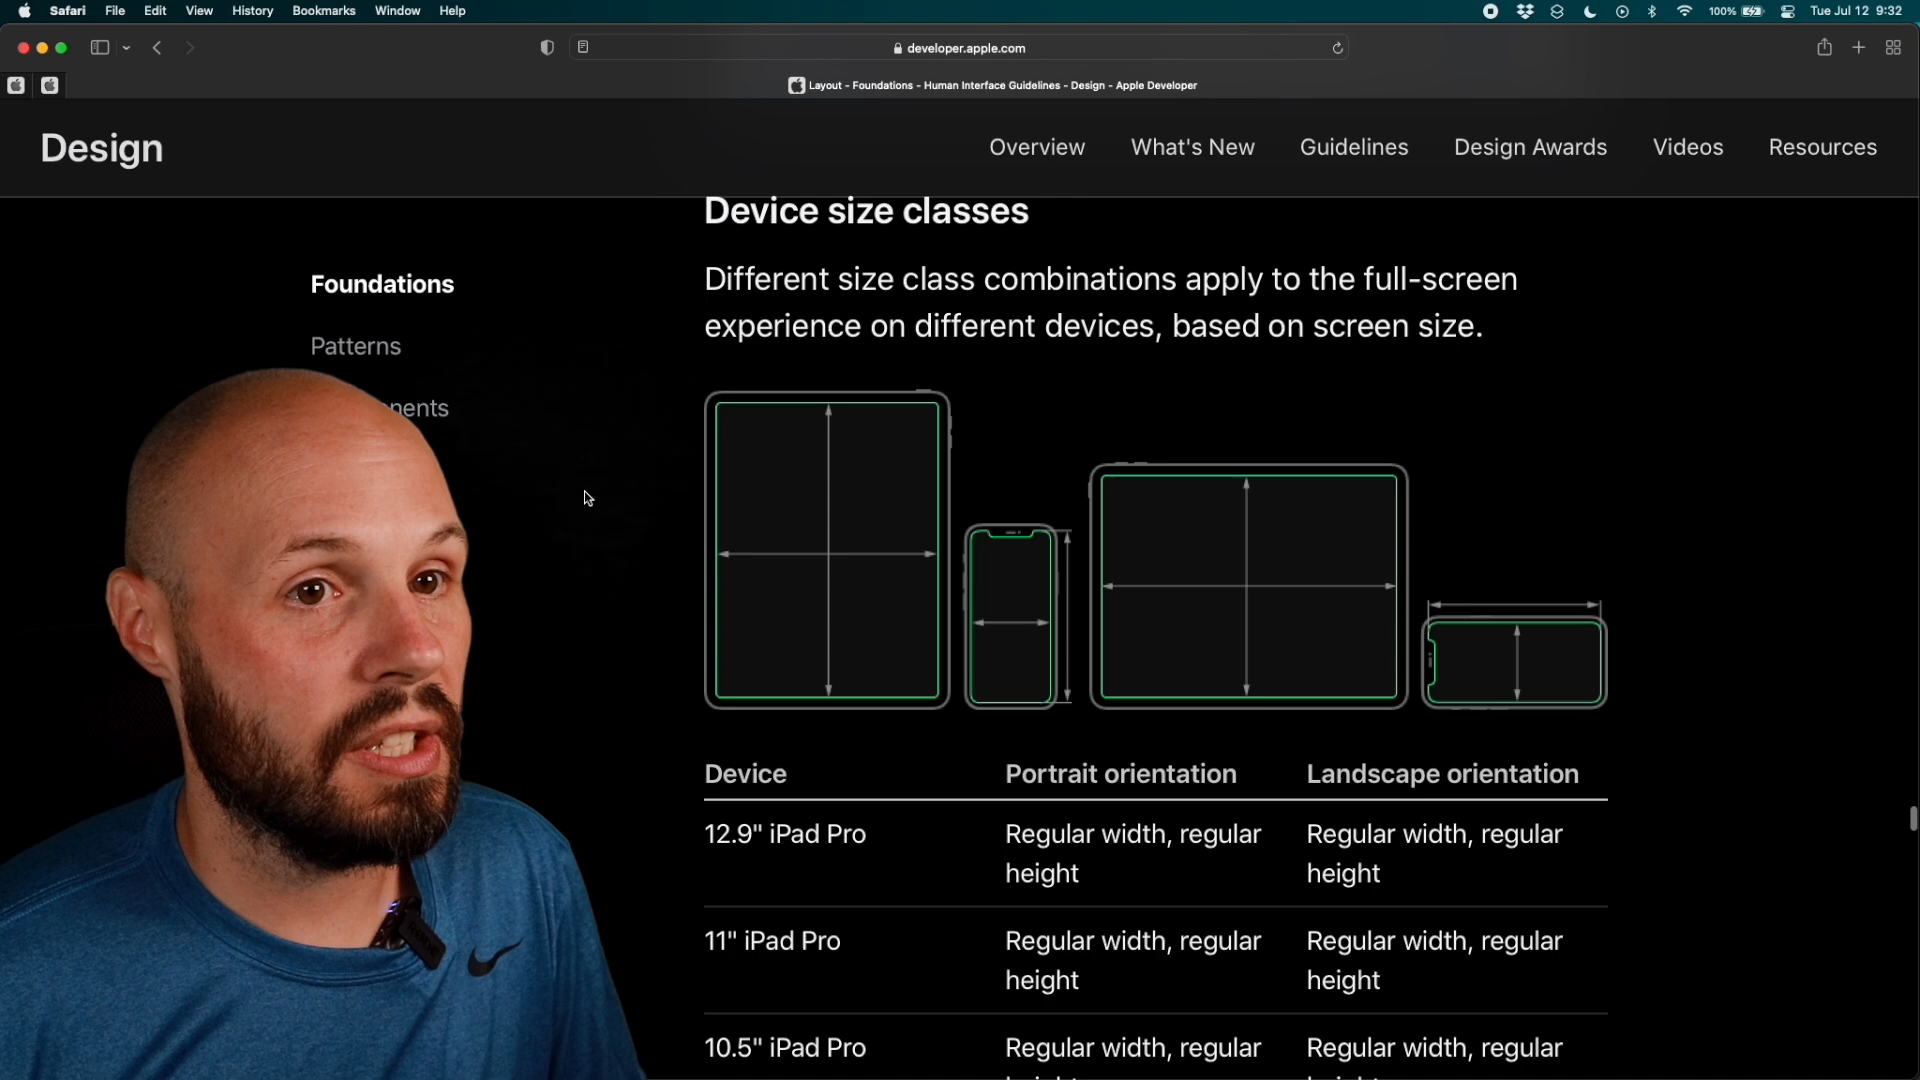 Safari File Edit View History Bookmarks Window Help 100% Tue Jul 12 9:32
developer.apple.com
Layout - Foundations - Human Interface Guidelines - Design - Apple Developer
Design Overview What's New Guidelines Design Awards Videos Resources
Device size classes
Foundations
Different size class combinations apply to the full-screen
experience on different devices, based on screen size.
Patterns
nents
Device Portrait orientation Landscape orientation
12.9" iPad Pro Regular width, regular Regular width, regular
height height
11" iPad Pro Regular width, regular Regular width, regular
height height
10.5" iPad Pro Regular width, regular Regular width, regular